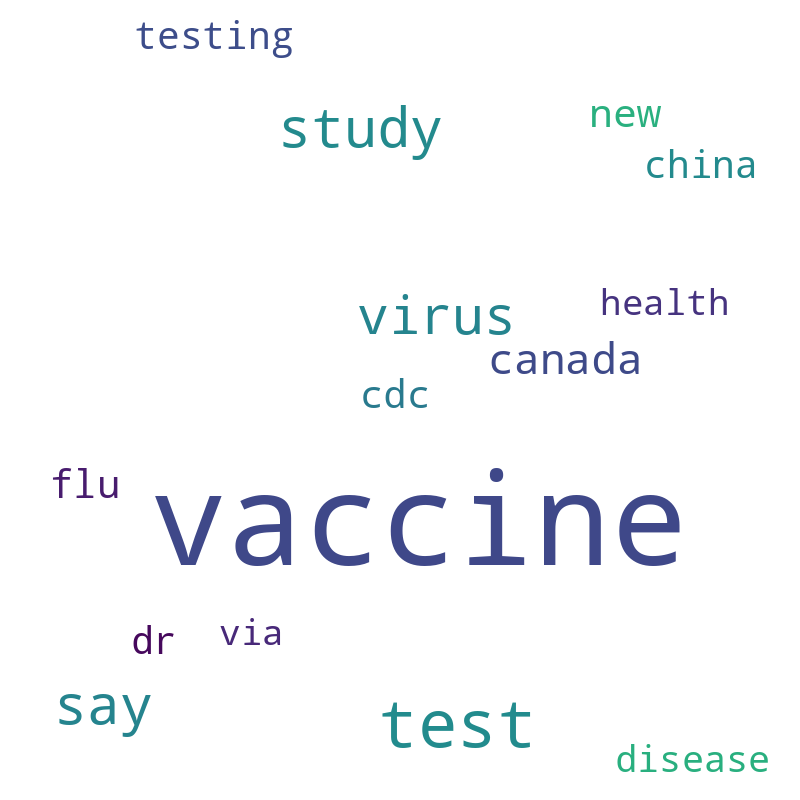 testing
study
new
china
health
virus
canada
cdc
flu
vaccine
dr
via
say
test
disease